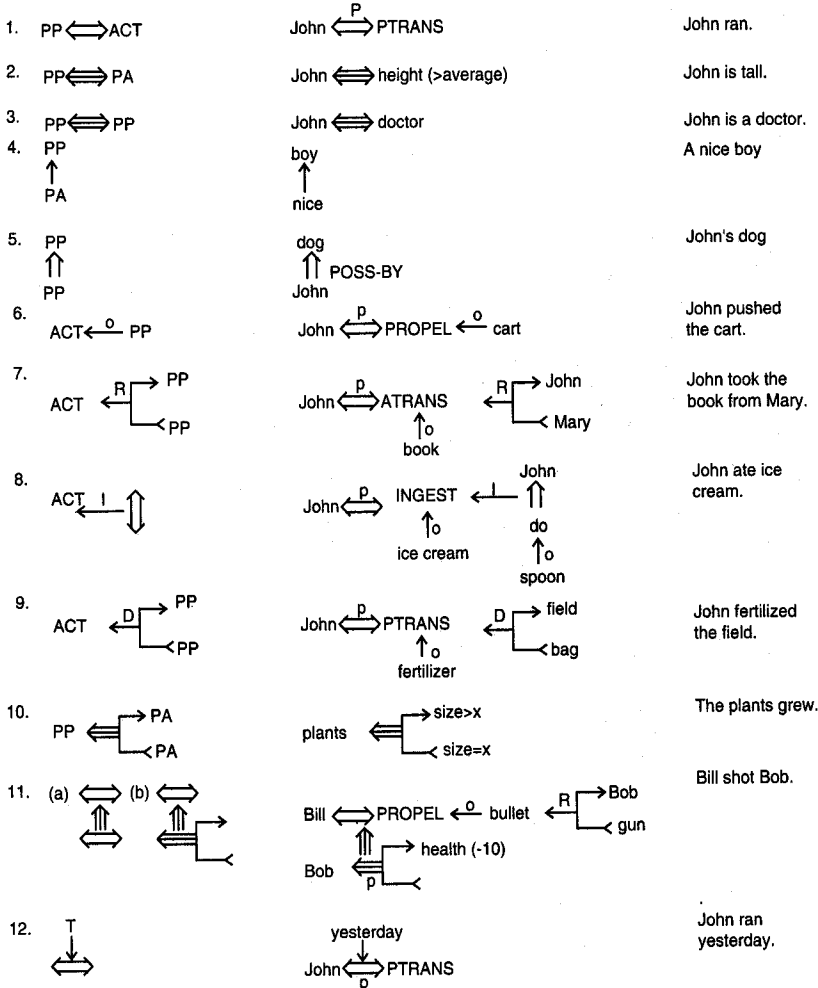 1. PP ACT John P PTRANS John ran.
2. PP PA John height (>average) John is tall.
3. PP PP John doctor John is a doctor.
4. PP boy A nice boy
PA nice
5. PP dog John's dog
POSS-BY
PP John
6. ACT o PP John p PROPEL o cart John pushed
the cart.
7. R PP p R John John took the
ACT John ATRANS book from Mary.
PP o Mary
book
8. John John ate ice
ACT I John p INGEST I cream.
o do
ice cream o
spoon
9. D PP p D field John fertilized
ACT John PTRANS the field.
PP o bag
fertilizer
10. PA size>x The plants grew.
PP plants
PA size=x
Bill shot Bob.
11. (a) (b) R Bob
Bill PROPEL o bullet
gun
health (-10)
Bob
p
12. T John ran
yesterday yesterday.
John PTRANS
p